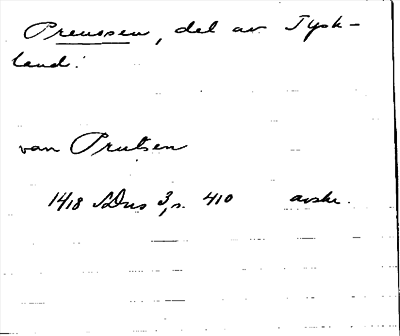 Preussen, del av Tysk-
land.
van Prutsen
1418 SDns 3, s. 410 avskr.